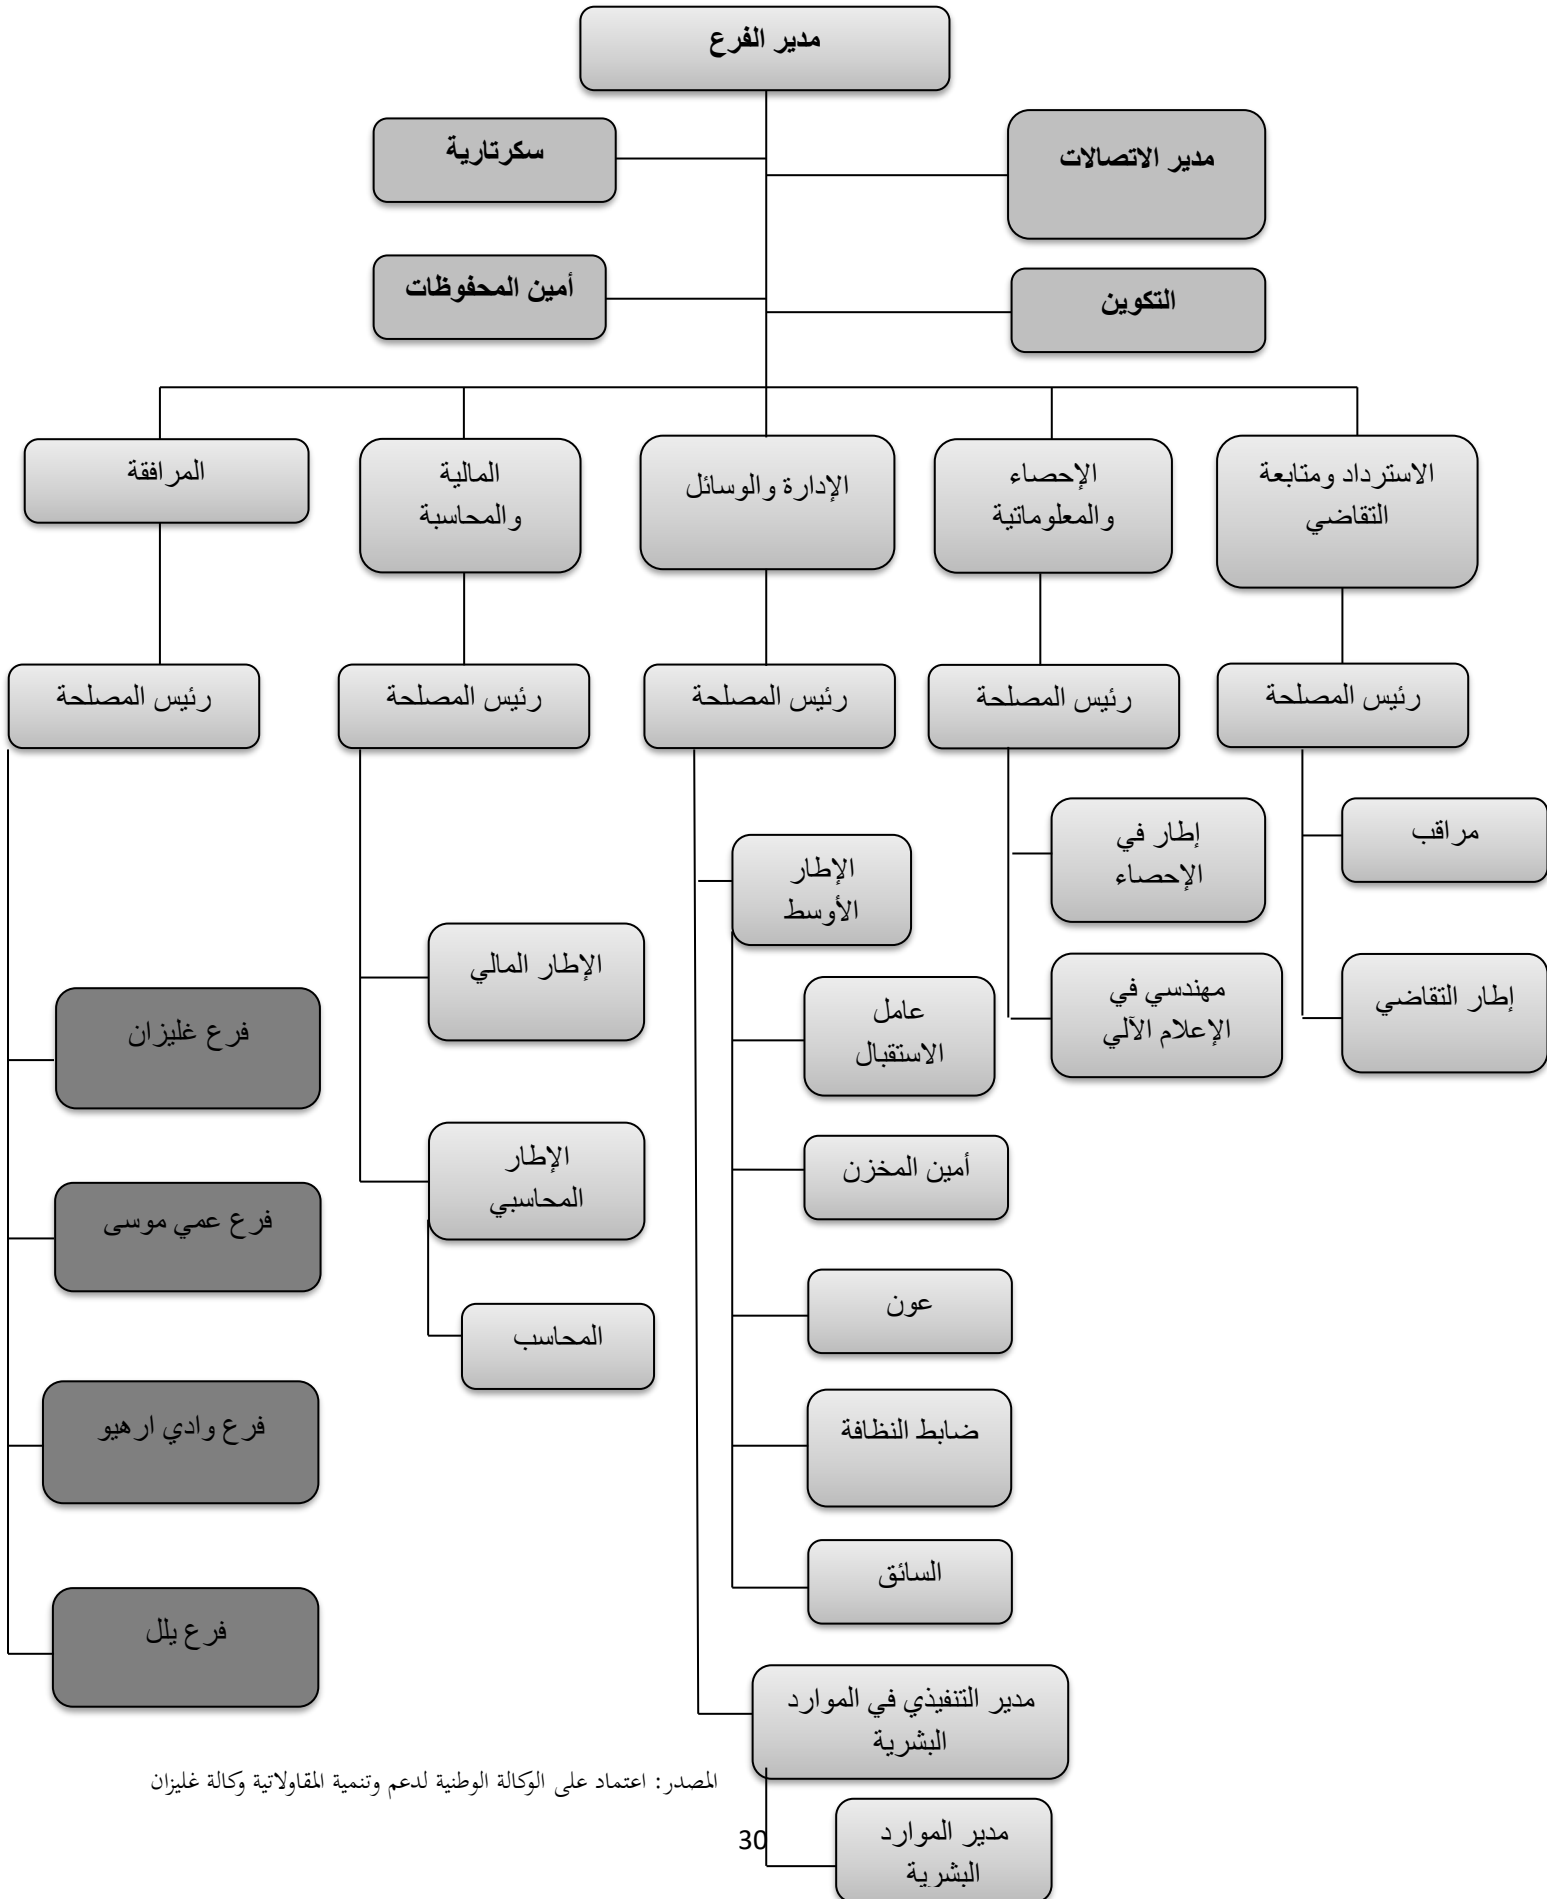 مدير الفرع
مدير الاتصالات
سكرتارية
التكوين
أمين المحفوظات
الاسترداد ومتابعة
التقاضي
الإحصاء
والمعلوماتية
الإدارة والوسائل
المالية
والمحاسبة
المرافقة
رئيس المصلحة
رئيس المصلحة
رئيس المصلحة
رئيس المصلحة
رئيس المصلحة
مراقب
إطار التقاضي
إطار في
الإحصاء
مهندسي في
الإعلام الآلي
الإطار
الأوسط
عامل
الاستقبال
أمين المخزن
عون
ضابط النظافة
السائق
مدير التنفيذي في الموارد
البشرية
مدير الموارد
البشرية
الإطار المالي
الإطار
المحاسبي
المحاسب
فرع غليزان
فرع عمي موسى
فرع وادي ارهيو
فرع يلل
المصدر: اعتماد على الوكالة الوطنية لدعم وتنمية المقاولاتية وكالة غليزان
30